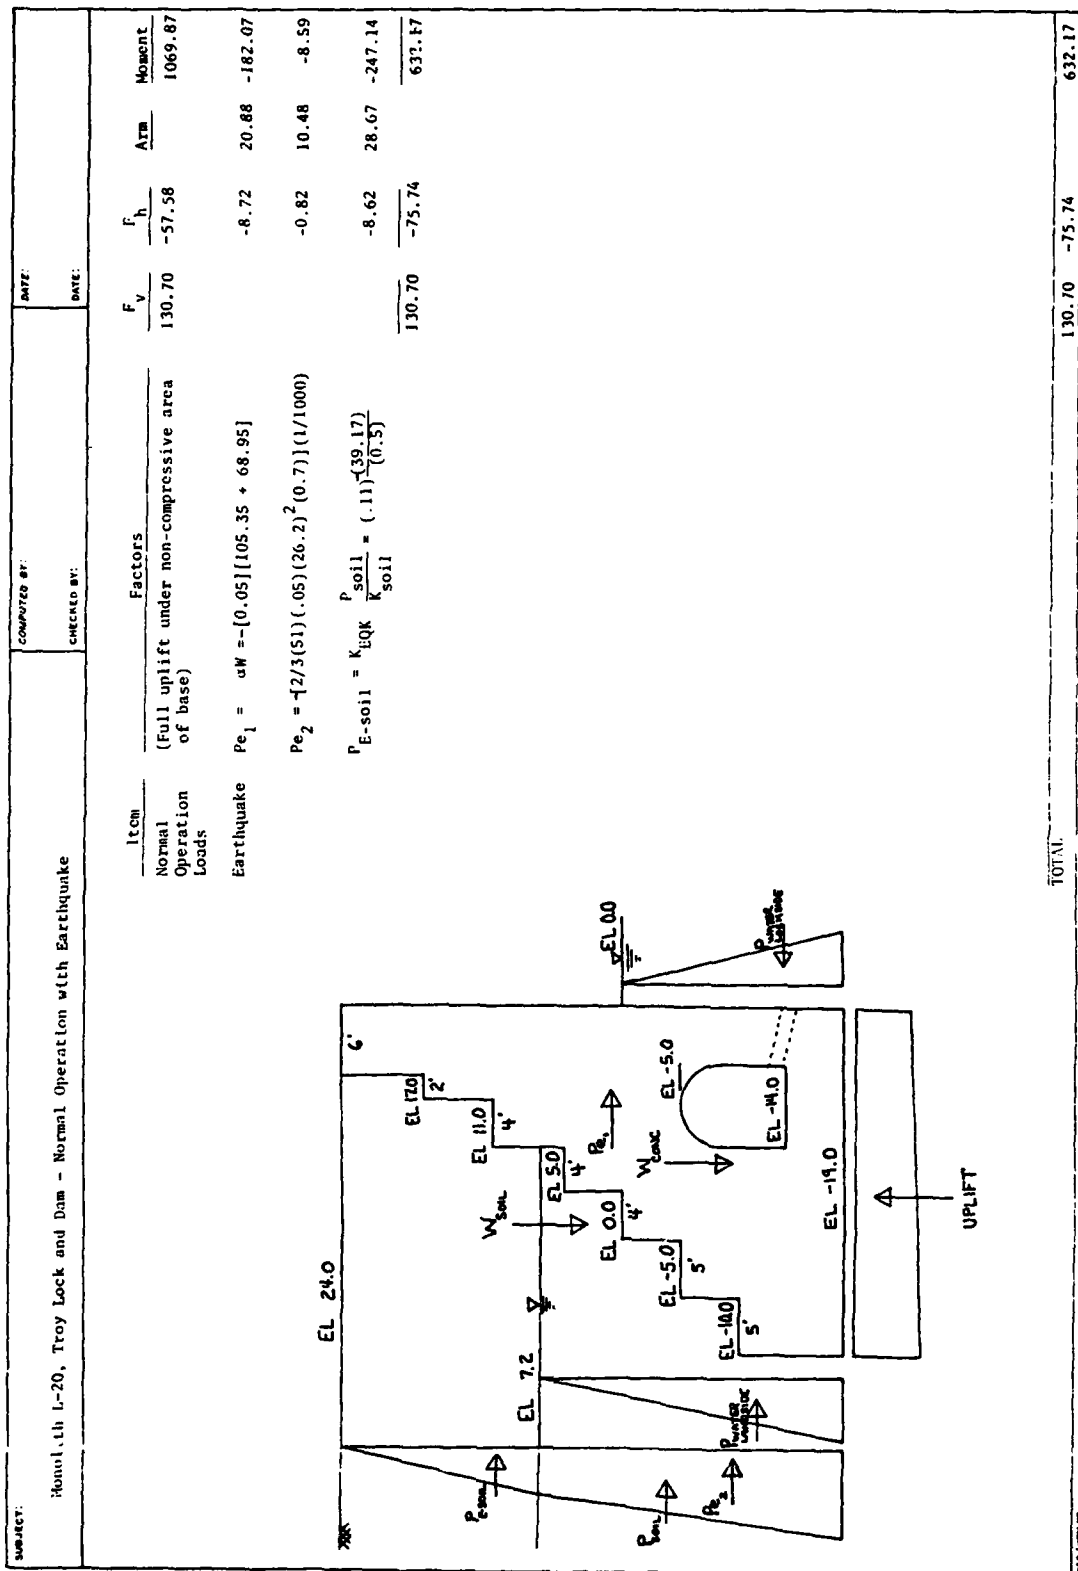 SUBJECT:
COMPUTED BY:
DATE:
Monolith L-20, Troy Lock and Dam - Normal Operation with Earthquake
CHECKED BY:
DATE:
Item Factors F_v F_h Arm Moment
Normal (Full uplift under non-compressive area 130.70 -57.58 1069.87
Operation of base)
Loads
Earthquake Pe_1 = αW =-[0.05][105.35 + 68.95] -8.72 20.88 -182.07
Pe_2 = -[2/3(51)(.05)(26.2)^2(0.7)](1/1000) -0.82 10.48 -8.59
P_E-soil = K_EQK P_soil / K_soil = (.11)-(39.17) / (0.5) -8.62 28.67 -247.14
130.70 -75.74 632.17
EL 24.0
6'
EL 17.0
2'
EL 11.0
4'
EL 7.2
EL 5.0
4'
W_SOIL
P_E-SOIL
Pe_1
EL 0.0
EL 0.0
4'
EL -5.0
5'
EL -5.0
W_CONC
P_SOIL
Pe_2
P_WATER LANDSIDE
EL -10.0
5'
EL -14.0
P_WATER
EL -19.0
UPLIFT
TOTAL 130.70 -75.74 632.17